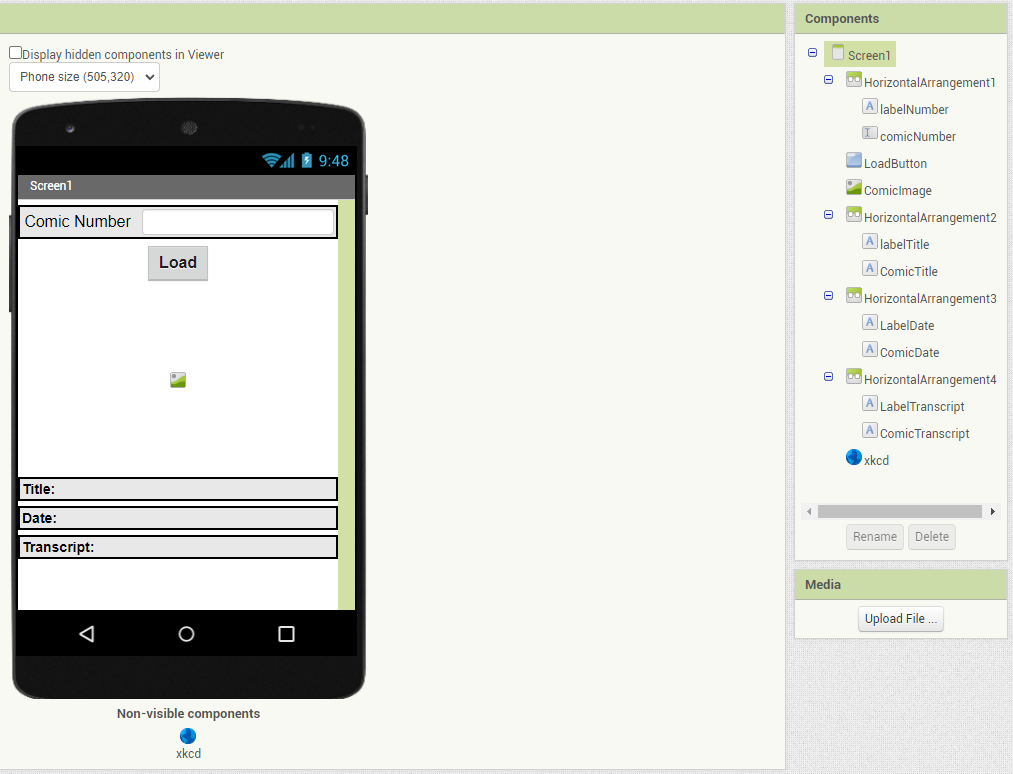 Display hidden components in Viewer
Phone size (505,320)
9:48
Screen1
Comic Number
Load
Title:
Date:
Transcript:
Non-visible components
xkcd
Components
Screen1
HorizontalArrangement1
A labelNumber
comicNumber
LoadButton
ComicImage
HorizontalArrangement2
A labelTitle
A ComicTitle
HorizontalArrangement3
A LabelDate
A ComicDate
HorizontalArrangement4
A LabelTranscript
A ComicTranscript
xkcd
Rename Delete
Media
Upload File ...